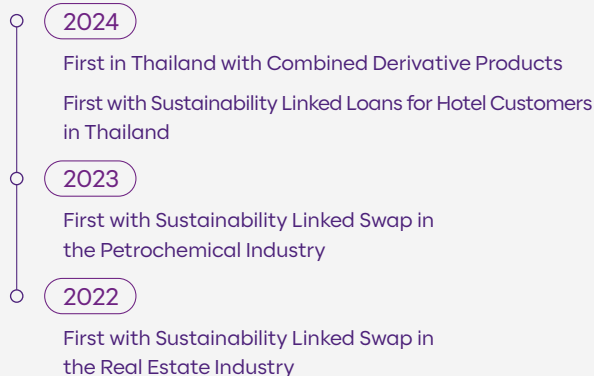 2024
First in Thailand with Combined Derivative Products
First with Sustainability Linked Loans for Hotel Customers
in Thailand
2023
First with Sustainability Linked Swap in
the Petrochemical Industry
2022
First with Sustainability Linked Swap in
the Real Estate Industry